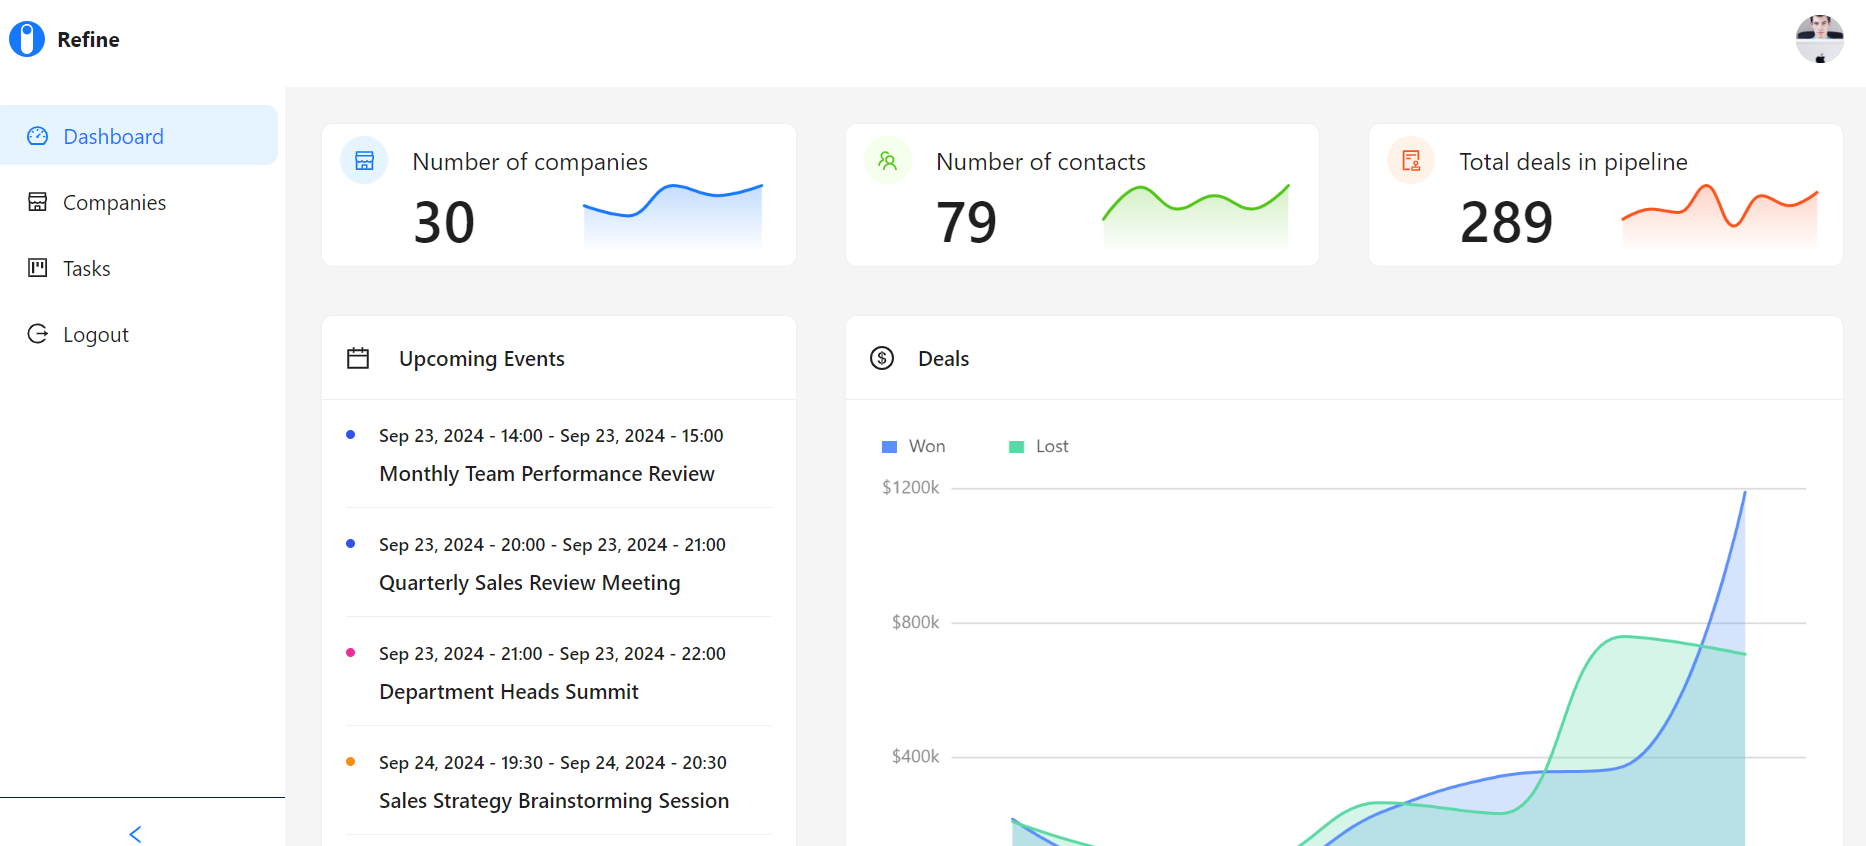 Refine
Dashboard
Companies
Tasks
Logout
Number of companies
30
Number of contacts
79
Total deals in pipeline
289
Upcoming Events
Sep 23, 2024 - 14:00 - Sep 23, 2024 - 15:00
Monthly Team Performance Review
Sep 23, 2024 - 20:00 - Sep 23, 2024 - 21:00
Quarterly Sales Review Meeting
Sep 23, 2024 - 21:00 - Sep 23, 2024 - 22:00
Department Heads Summit
Sep 24, 2024 - 19:30 - Sep 24, 2024 - 20:30
Sales Strategy Brainstorming Session
Deals
Won
Lost
$1200k
$800k
$400k